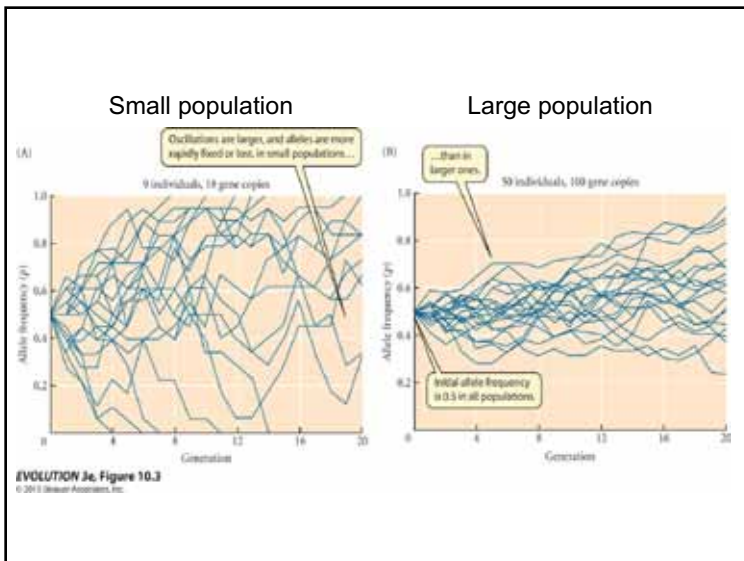 Small population
Large population
(A)
Oscillations are larger, and alleles are more
rapidly fixed or lost, in small populations…
9 individuals, 18 gene copies
1.0
0.8
0.6
0.4
0.2
Allele frequency (p)
0
4
8
12
16
20
Generation
(B)
…than in
larger ones.
50 individuals, 100 gene copies
1.0
0.8
0.6
0.4
0.2
Allele frequency (p)
Initial allele frequency
is 0.5 in all populations.
0
4
8
12
16
20
Generation
EVOLUTION 3e, Figure 10.3
© 2013 Sinauer Associates, Inc.